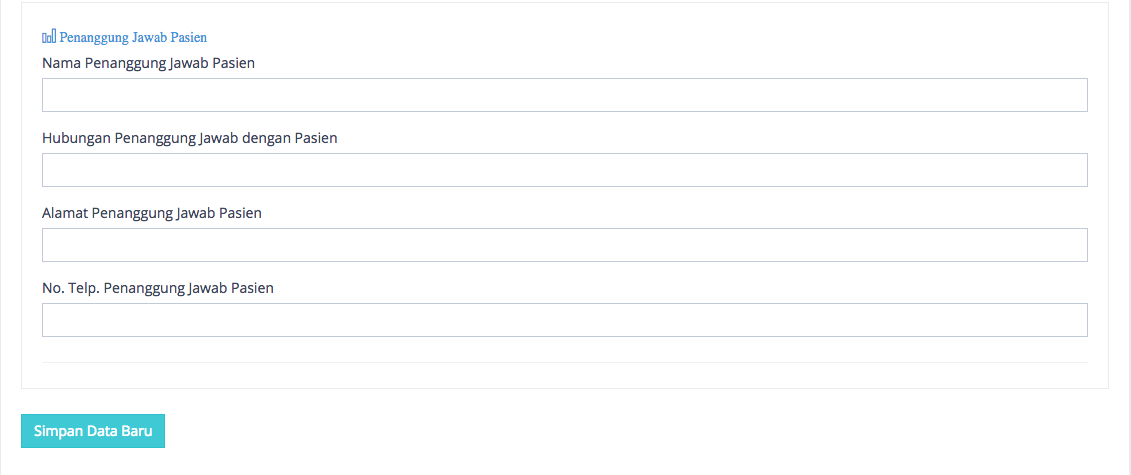 Penanggung Jawab Pasien
Nama Penanggung Jawab Pasien
Hubungan Penanggung Jawab dengan Pasien
Alamat Penanggung Jawab Pasien
No. Telp. Penanggung Jawab Pasien
Simpan Data Baru